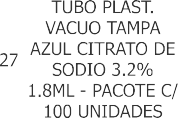 TUBO PLAST.
VACUO TAMPA
AZUL CITRATO DE
27 SODIO 3.2%
1.8ML - PACOTE C/
100 UNIDADES